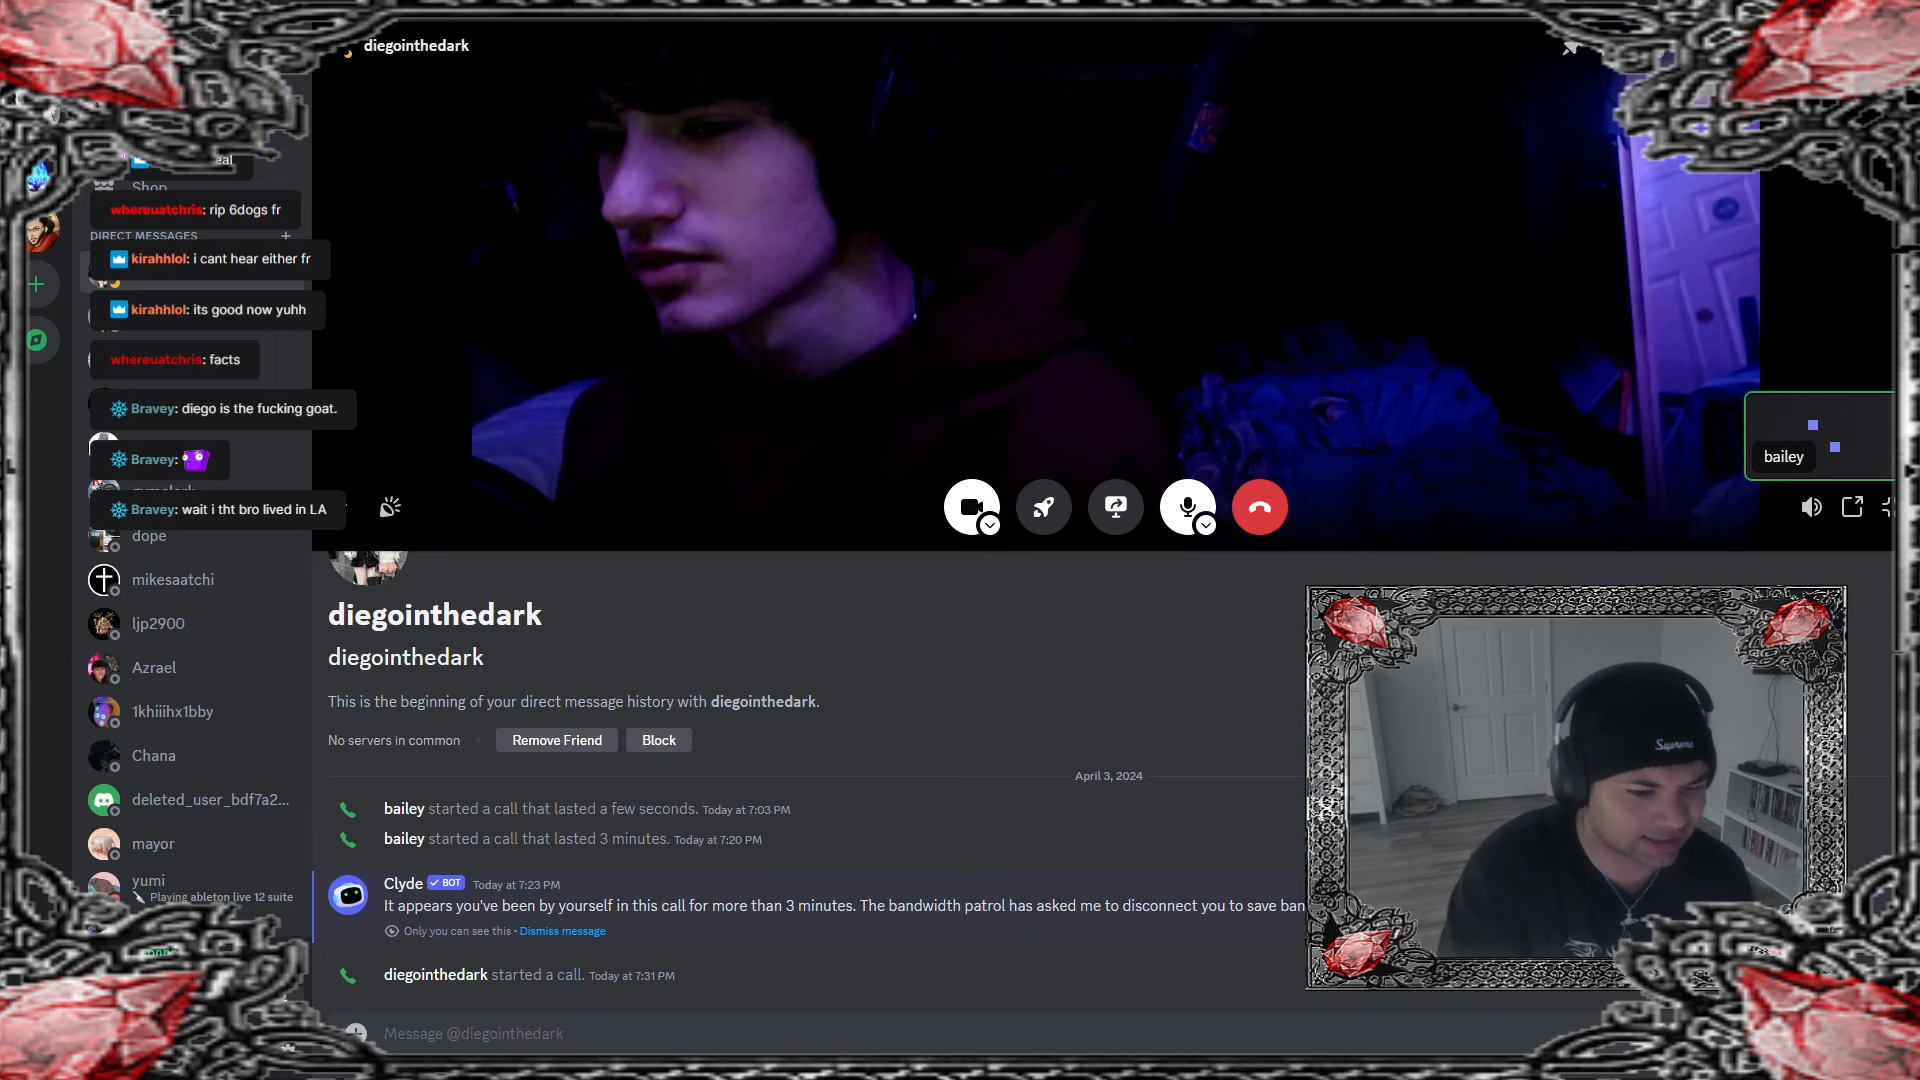 diegointhedark
eal
Shop
whereuatchris: rip 6dogs fr
DIRECT MESSAGES +
kirahhlol: i cant hear either fr
kirahhlol: its good now yuhh
whereuatchris: facts
Bravey: diego is the fucking goat.
Bravey:
Bravey: wait i tht bro lived in LA
dope
mikesaatchi
ljp2900
Azrael
1khiiihx1bby
Chana
deleted_user_bdf7a2...
mayor
yumi
Playing ableton live 12 suite
bailey
diegointhedark
diegointhedark
This is the beginning of your direct message history with diegointhedark.
No servers in common
Remove Friend
Block
April 3, 2024
bailey started a call that lasted a few seconds. Today at 7:03 PM
bailey started a call that lasted 3 minutes. Today at 7:20 PM
Clyde BOT Today at 7:23 PM
It appears you've been by yourself in this call for more than 3 minutes. The bandwidth patrol has asked me to disconnect you to save ban
Only you can see this • Dismiss message
diegointhedark started a call. Today at 7:31 PM
Message @diegointhedark
Supreme